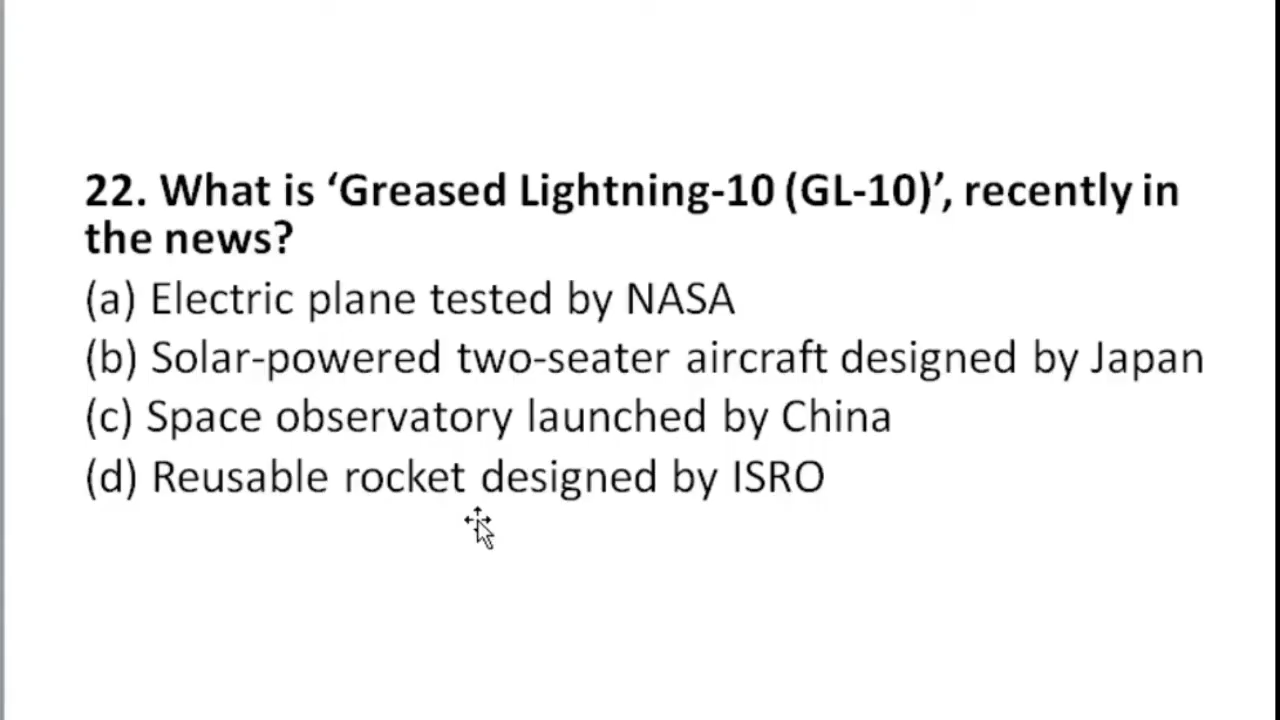 22. What is ‘Greased Lightning-10 (GL-10)’, recently in
the news?
(a) Electric plane tested by NASA
(b) Solar-powered two-seater aircraft designed by Japan
(c) Space observatory launched by China
(d) Reusable rocket designed by ISRO